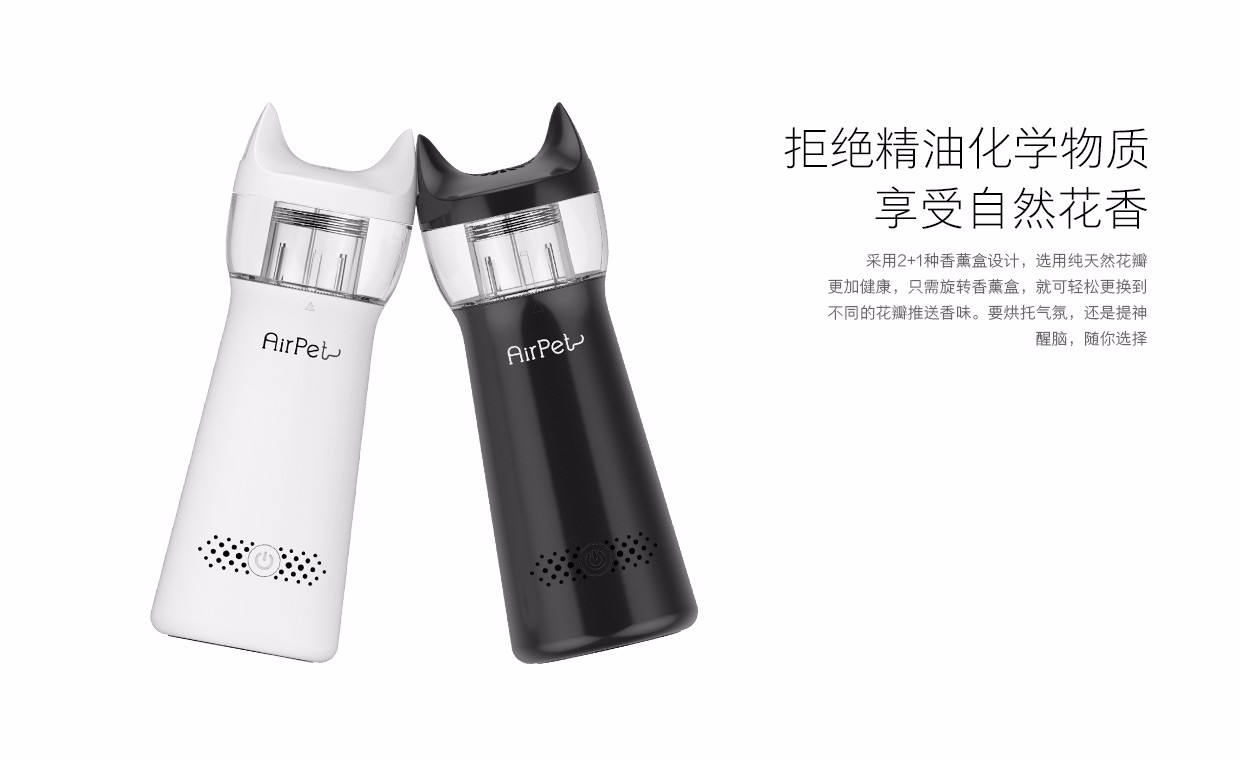 拒绝精油化学物质
享受自然花香
采用2+1种香薰盒设计，选用纯天然花瓣
更加健康，只需旋转香薰盒，就可轻松更换到
不同的花瓣推送香味。要烘托气氛，还是提神
醒脑，随你选择
AirPet
AirPet